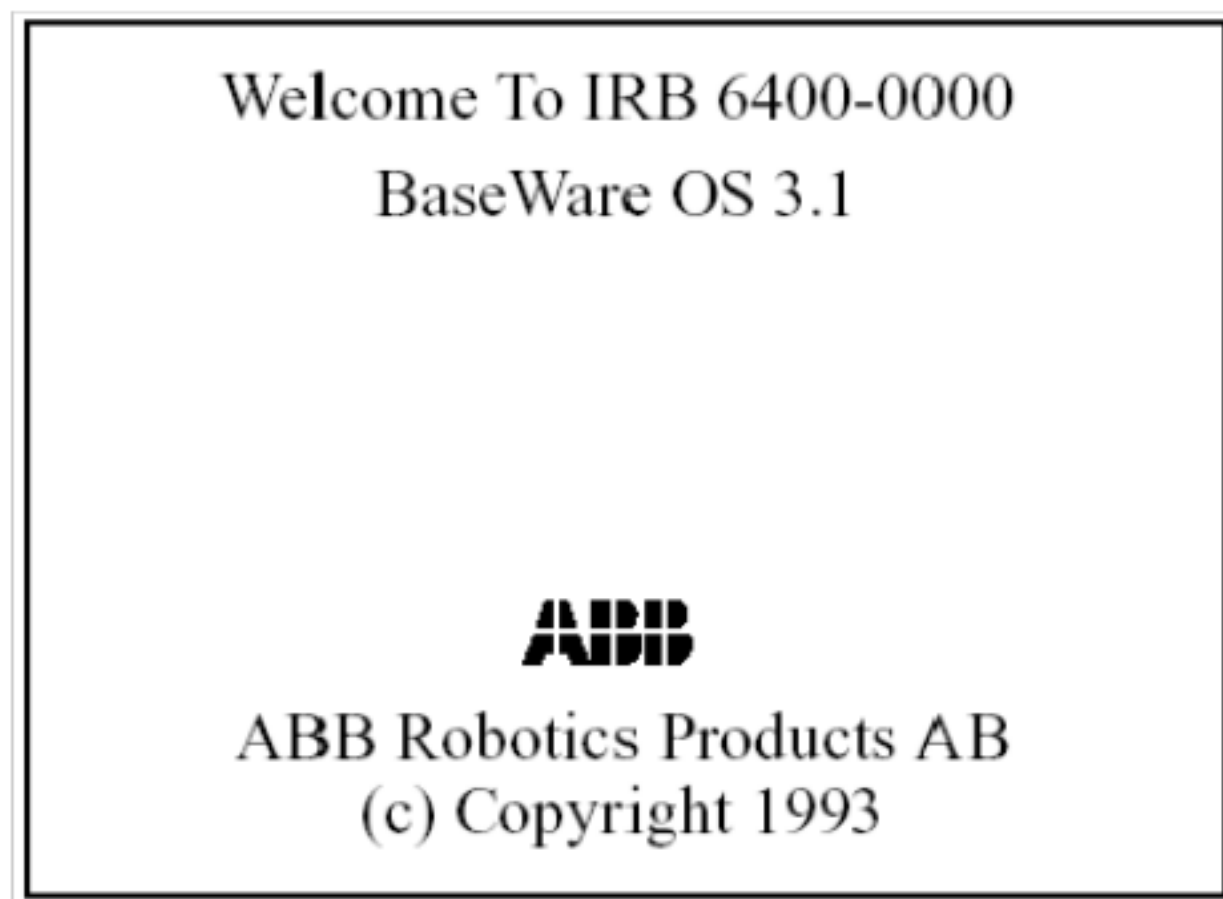 Welcome To IRB 6400-0000
BaseWare OS 3.1
ABB
ABB Robotics Products AB
(c) Copyright 1993